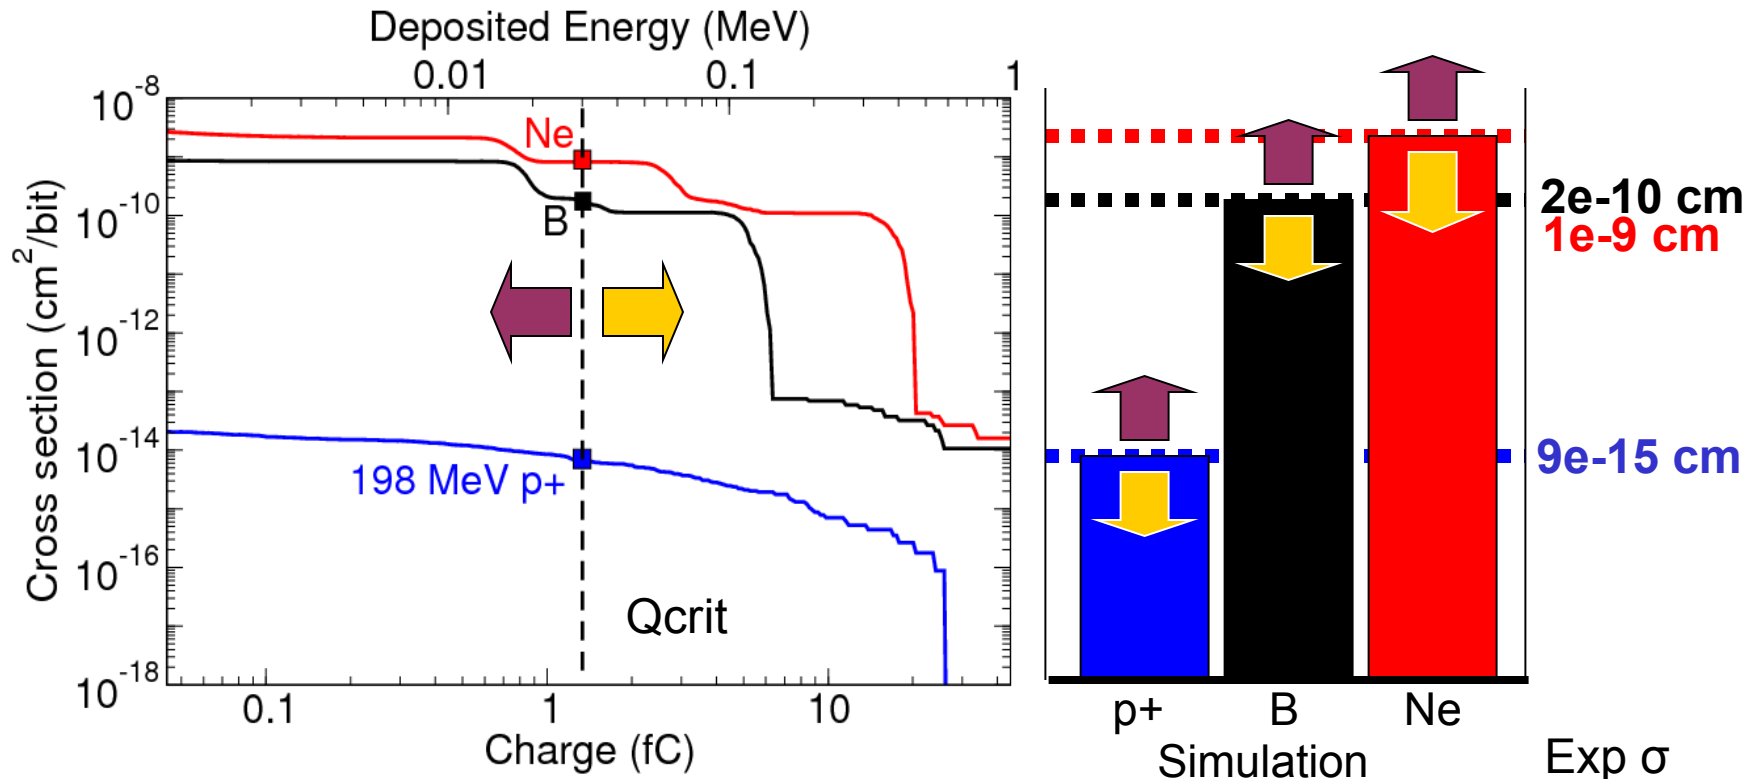 Deposited Energy (MeV)
0.01 0.1 1
10-8
10-10
10-12
10-14
10-16
10-18
Cross section (cm2/bit)
Ne
B
198 MeV p+
Qcrit
0.1 1 10
Charge (fC)
2e-10 cm
1e-9 cm
9e-15 cm
p+ B Ne
Simulation
Exp σ